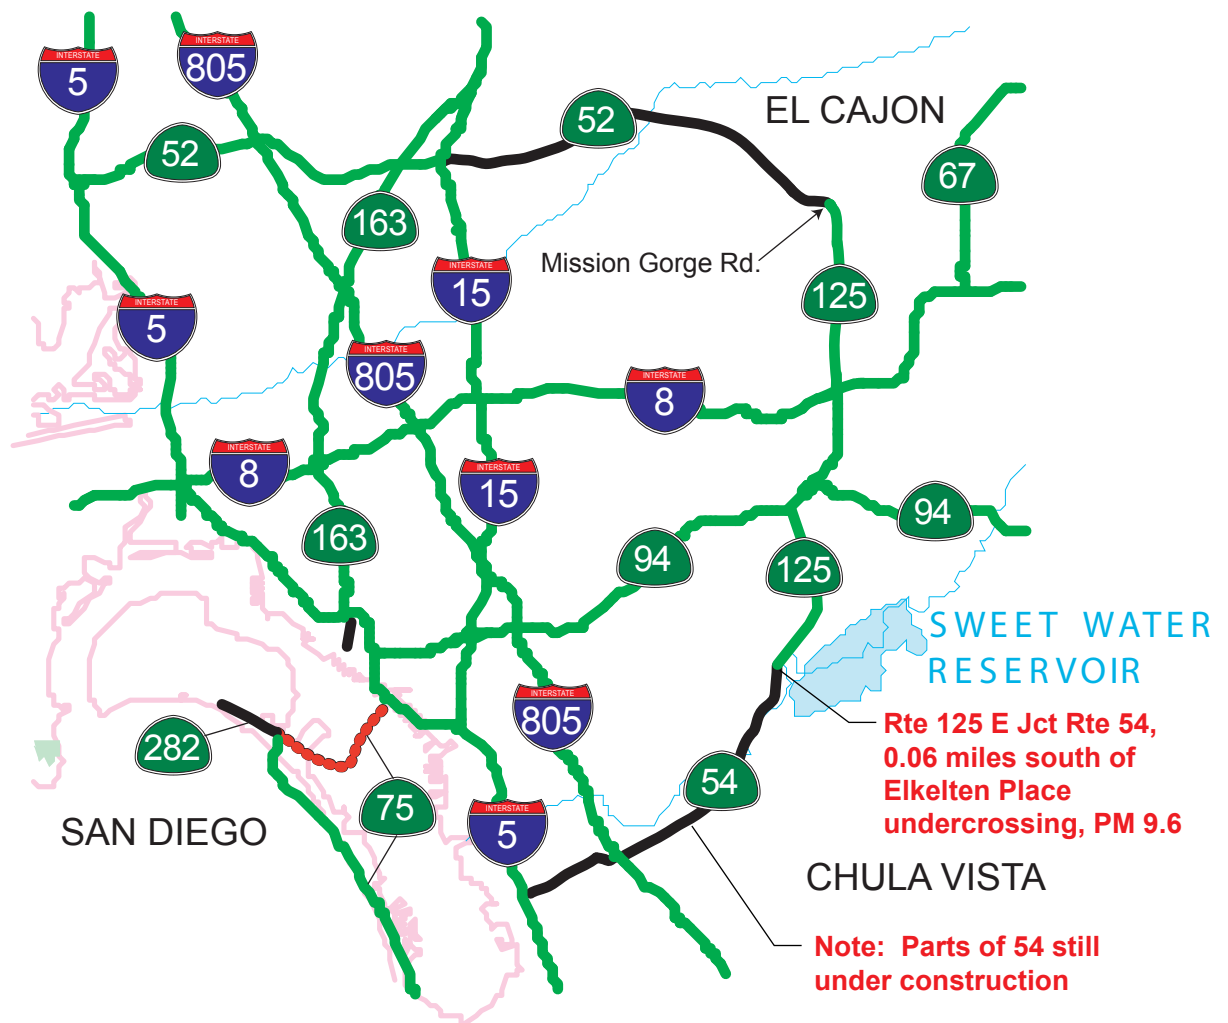 INTERSTATE
5
INTERSTATE
805
52
EL CAJON
52
67
163
Mission Gorge Rd.
INTERSTATE
15
125
INTERSTATE
5
INTERSTATE
805
INTERSTATE
8
INTERSTATE
8
INTERSTATE
15
94
163
94
125
SWEET WATER
RESERVOIR
INTERSTATE
805
Rte 125 E Jct Rte 54,
0.06 miles south of
Elkelten Place
undercrossing, PM 9.6
282
54
75
SAN DIEGO
INTERSTATE
5
CHULA VISTA
Note: Parts of 54 still
under construction